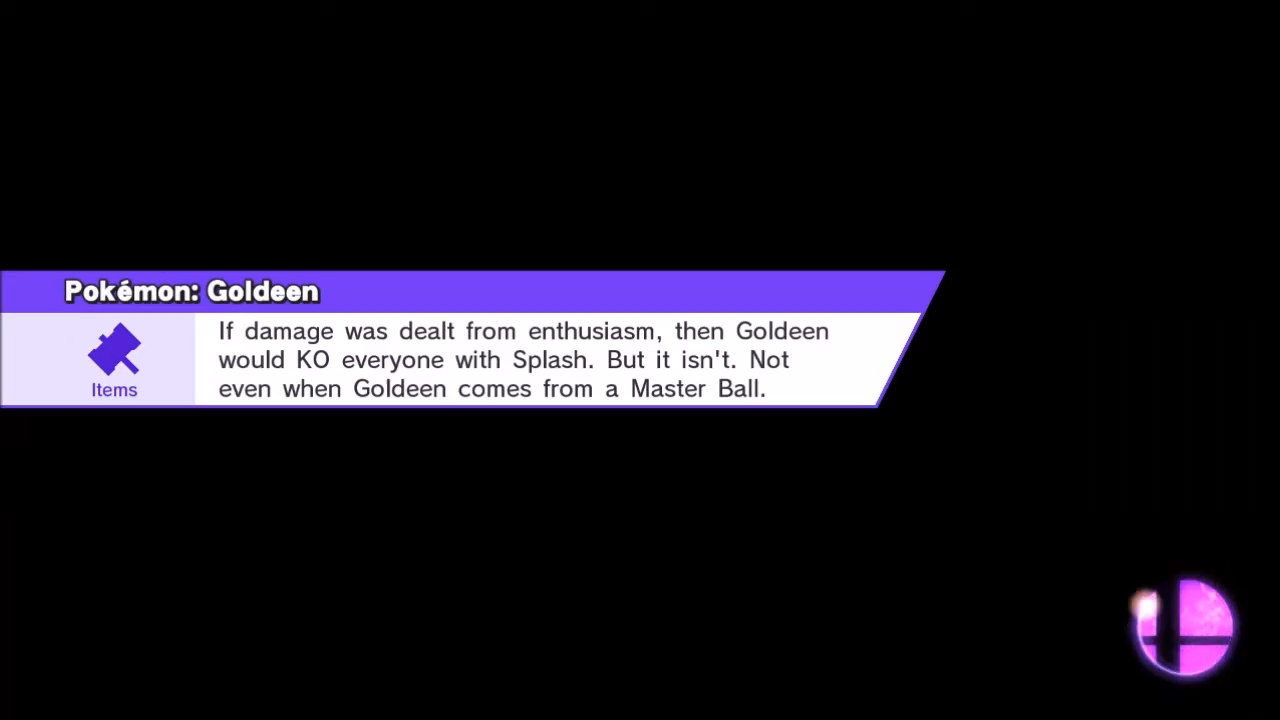 Pokémon: Goldeen
If damage was dealt from enthusiasm, then Goldeen
would KO everyone with Splash. But it isn't. Not
even when Goldeen comes from a Master Ball.
Items